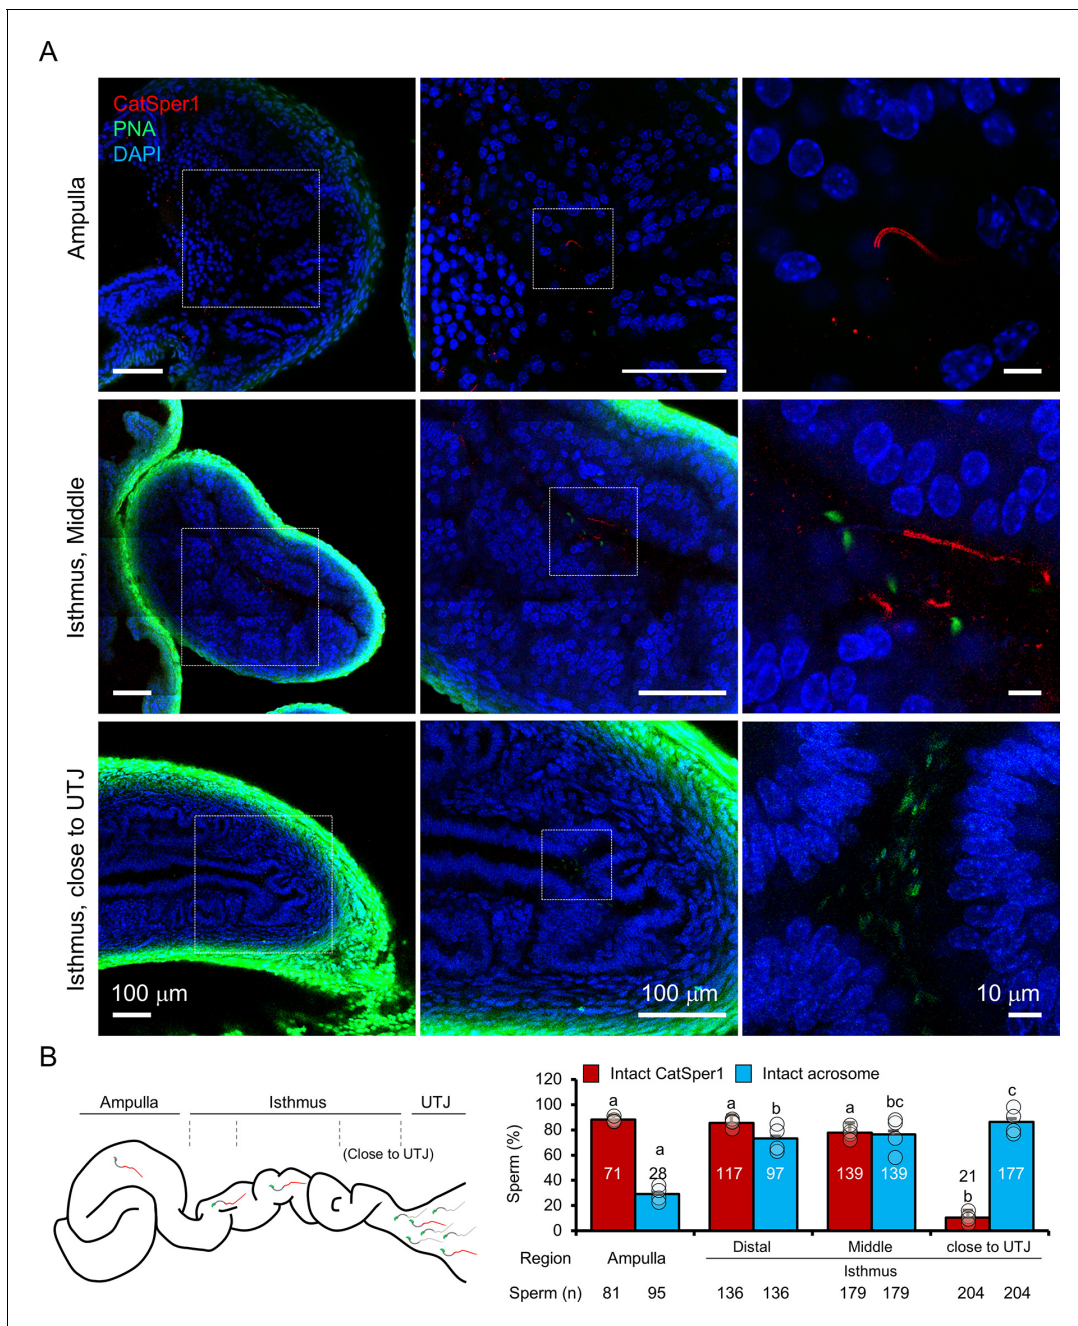 A
CatSper1
PNA
DAPI
Ampulla
Isthmus, Middle
Isthmus, close to UTJ
100 μm
100 μm
10 μm
B
Ampulla
Isthmus
UTJ
(Close to UTJ)
Intact CatSper1
Intact acrosome
Sperm (%)
120
100
80
60
40
20
0
a
a
a
b
a
bc
b
c
71
28
117
97
139
139
21
177
Region
Ampulla
Distal
Middle
close to UTJ
Isthmus
Sperm (n)
81
95
136
136
179
179
204
204